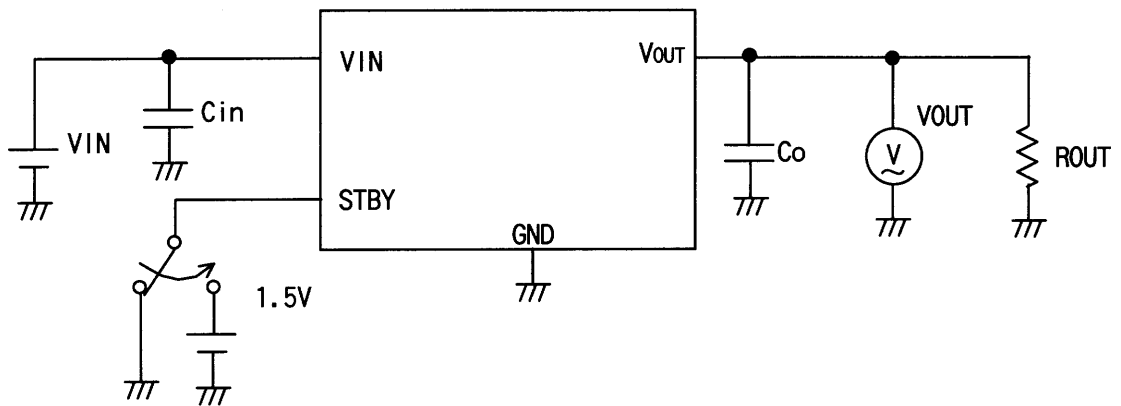 VIN
VOUT
Cin
VIN
VOUT
V
Co
ROUT
STBY
GND
1.5V